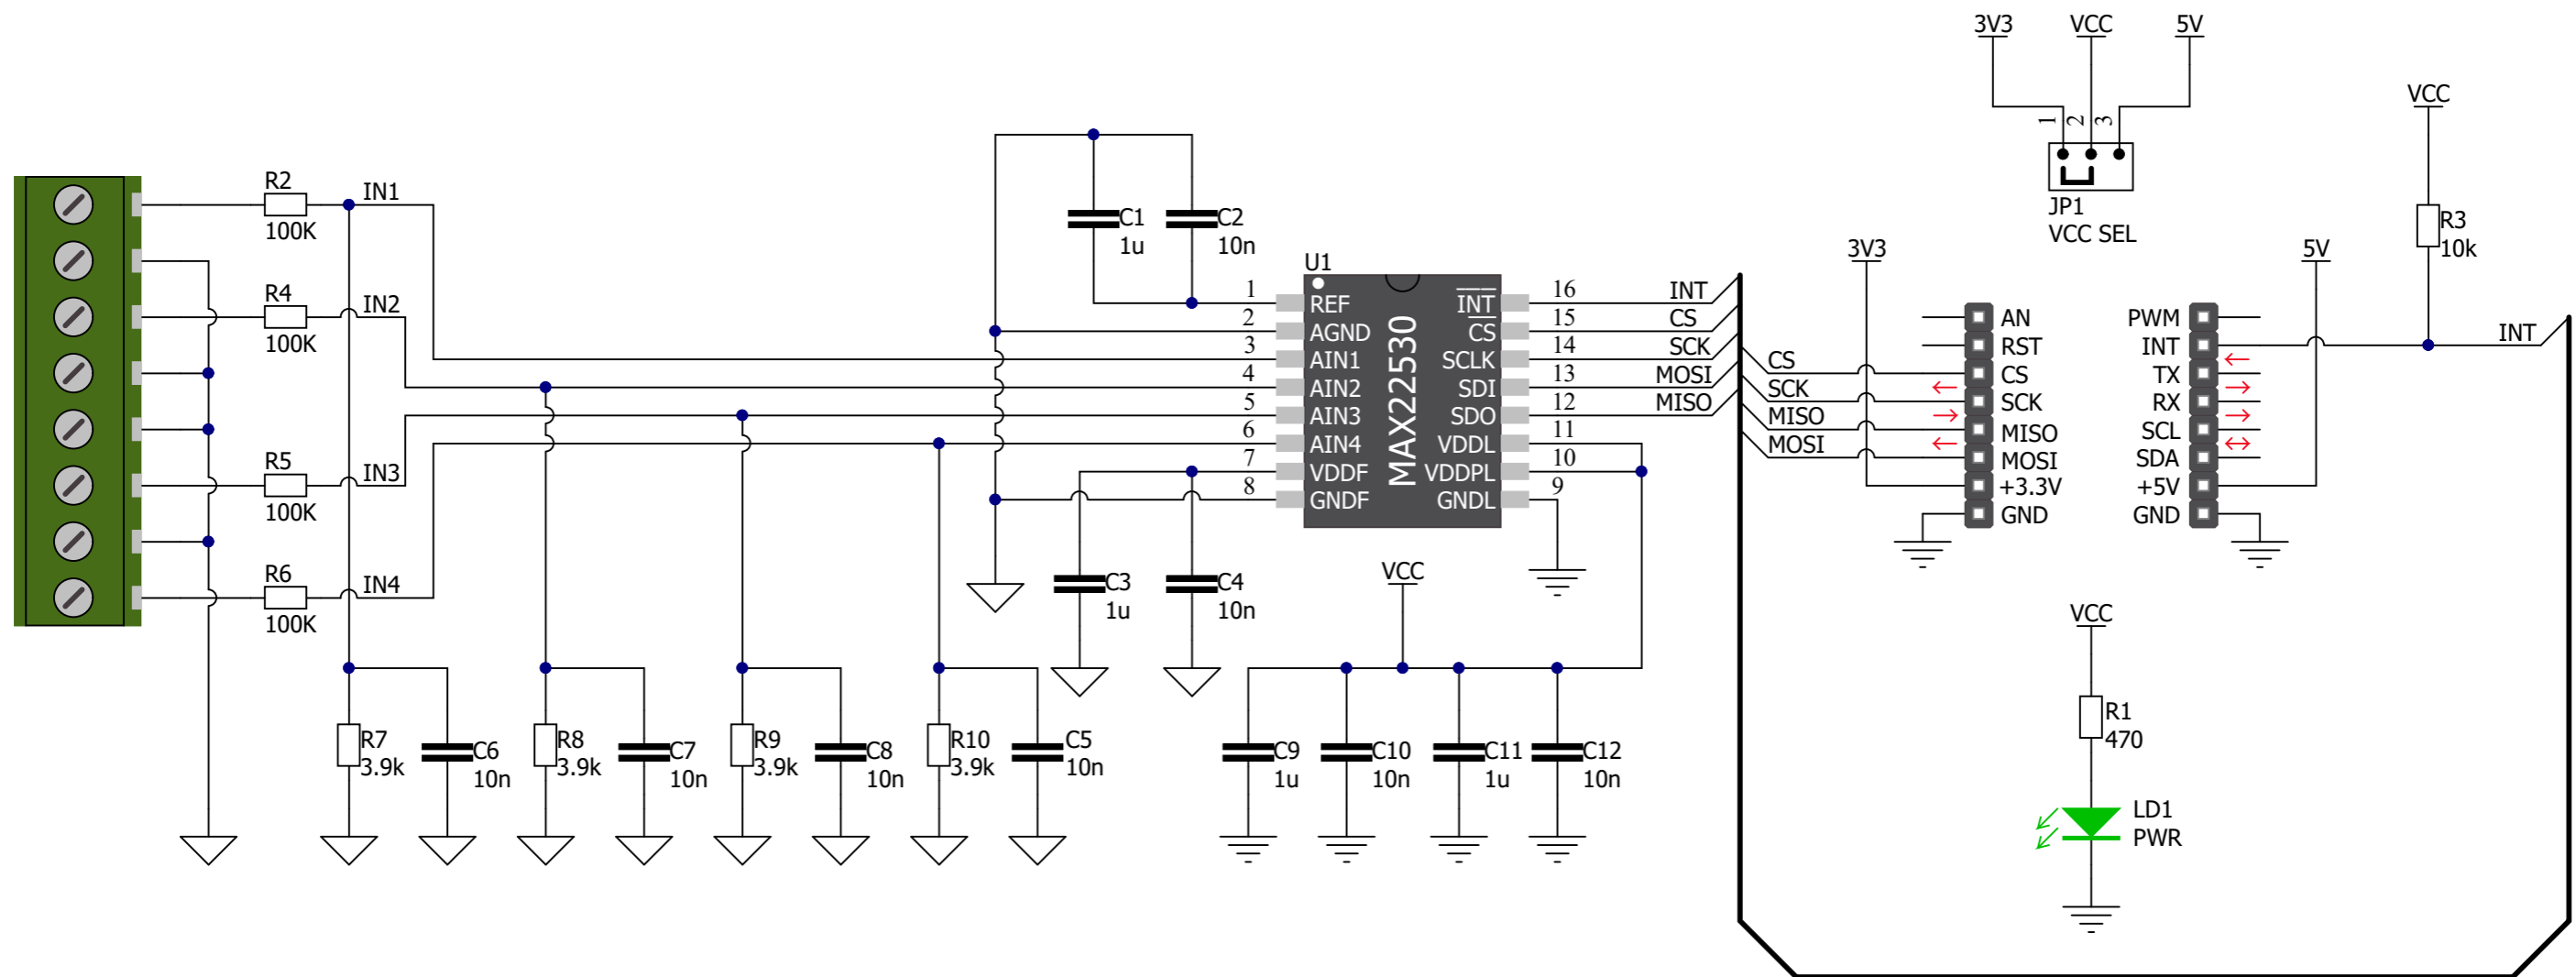 3V3 VCC 5V
1 2 3
JP1
VCC SEL
VCC
R3
10k
R2
100K
IN1
R4
100K
IN2
R5
100K
IN3
R6
100K
IN4
C1
1u
C2
10n
U1
MAX22530
1 REF
2 AGND
3 AIN1
4 AIN2
5 AIN3
6 AIN4
7 VDDF
8 GNDF
INT 16 INT
CS 15 CS
SCLK 14 SCK
SDI 13 MOSI
SDO 12 MISO
VDDL 11
VDDPL 10
GNDL 9
CS
SCK
MISO
MOSI
3V3
5V
AN
RST
CS
SCK
MISO
MOSI
+3.3V
GND
PWM
INT
TX
RX
SCL
SDA
+5V
GND
INT
C3
1u
C4
10n
VCC
VCC
R7
3.9k
C6
10n
R8
3.9k
C7
10n
R9
3.9k
C8
10n
R10
3.9k
C5
10n
C9
1u
C10
10n
C11
1u
C12
10n
R1
470
LD1
PWR